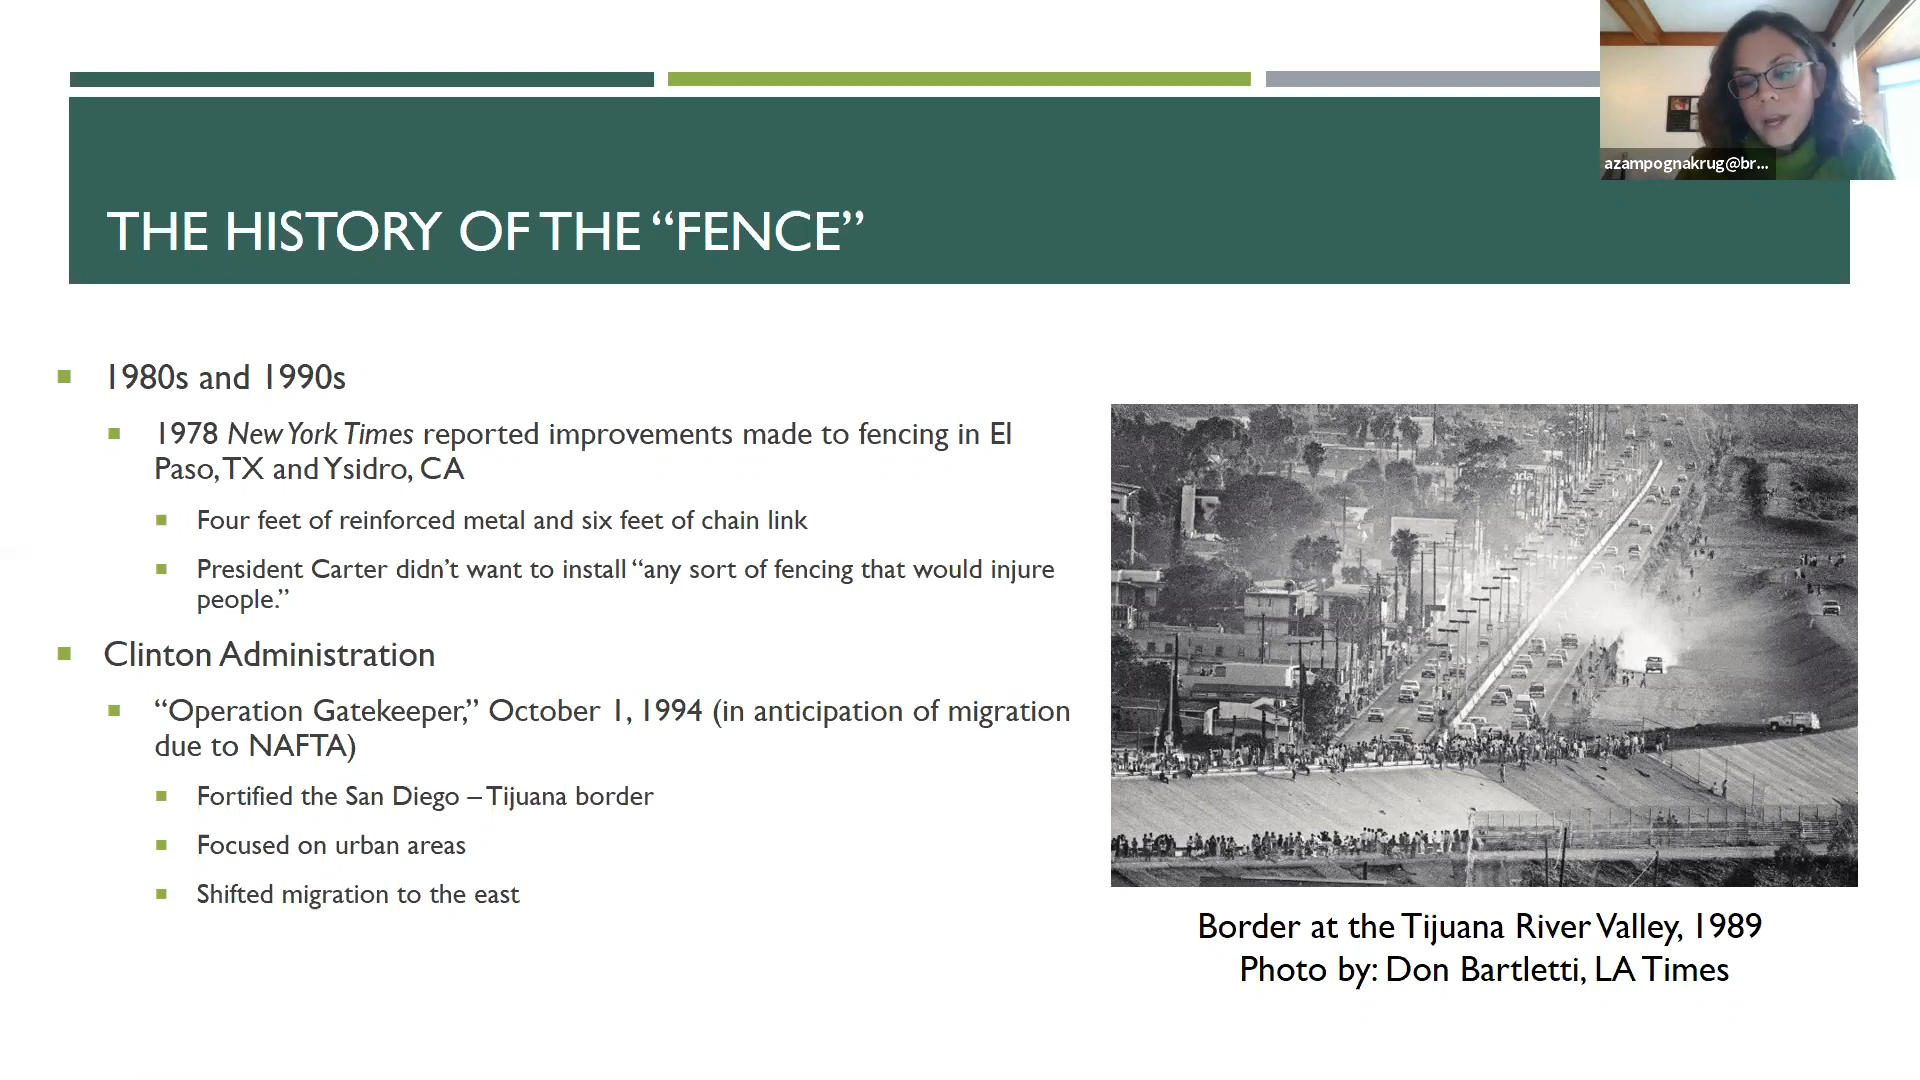 azampognakrug@br...
THE HISTORY OF THE “FENCE”
1980s and 1990s
1978 New York Times reported improvements made to fencing in El
Paso, TX and Ysidro, CA
Four feet of reinforced metal and six feet of chain link
President Carter didn’t want to install “any sort of fencing that would injure
people.”
Clinton Administration
“Operation Gatekeeper,” October 1, 1994 (in anticipation of migration
due to NAFTA)
Fortified the San Diego – Tijuana border
Focused on urban areas
Shifted migration to the east
Border at the Tijuana River Valley, 1989
Photo by: Don Bartletti, LA Times